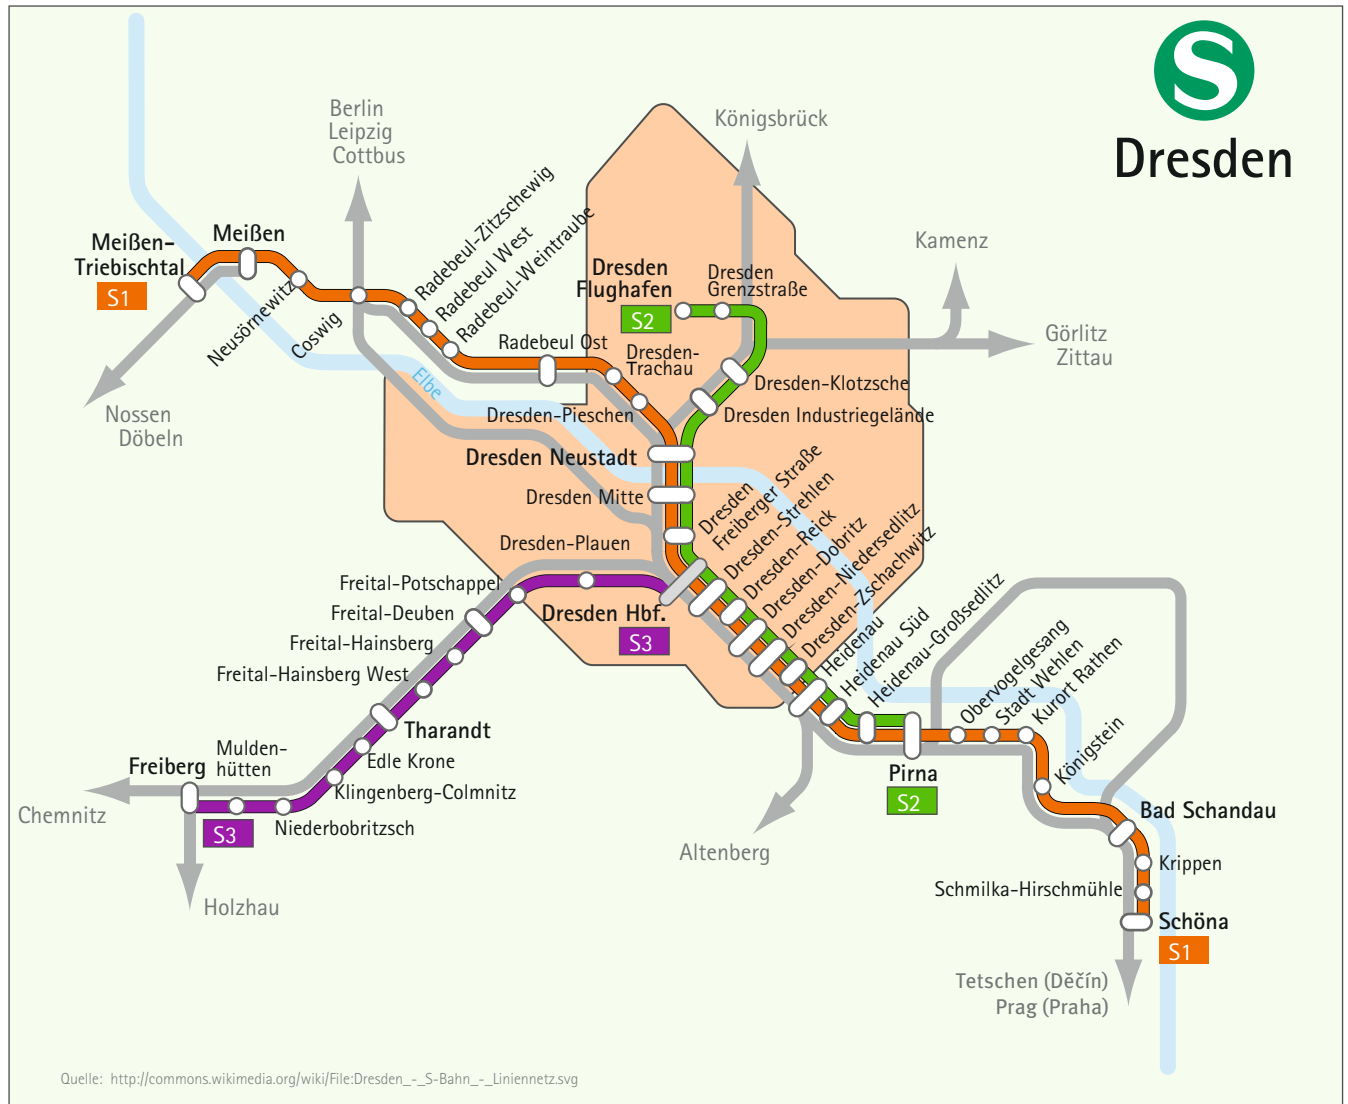 S
Dresden
Berlin
Leipzig
Cottbus
Königsbrück
Kamenz
Görlitz
Zittau
Meißen-
Triebischtal
S1
Meißen
Neusörnewitz
Coswig
Radebeul-Zitzschewig
Radebeul West
Radebeul-Weintraube
Radebeul Ost
Dresden
Flughafen
S2
Dresden
Grenzstraße
Dresden-
Trachau
Dresden-Klotzsche
Dresden Industriegelände
Dresden-Pieschen
Elbe
Nossen
Döbeln
Dresden Neustadt
Dresden Mitte
Dresden
Freiberger Straße
Dresden-Strehlen
Dresden-Reick
Dresden-Dobritz
Dresden-Niedersedlitz
Dresden-Zschachwitz
Heidenau
Heidenau Süd
Heidenau-Großsedlitz
Dresden-Plauen
Dresden Hbf.
S3
Freital-Potschappel
Freital-Deuben
Freital-Hainsberg
Freital-Hainsberg West
Tharandt
Edle Krone
Klingenberg-Colmnitz
Niederbobritzsch
Mulden-
hütten
Freiberg
S3
Chemnitz
Holzhau
Altenberg
Pirna
S2
Obervogelgesang
Stadt Wehlen
Kurort Rathen
Königstein
Bad Schandau
Krippen
Schmilka-Hirschmühle
Schöna
S1
Tetschen (Děčín)
Prag (Praha)
Quelle: http://commons.wikimedia.org/wiki/File:Dresden_-_S-Bahn_-_Liniennetz.svg